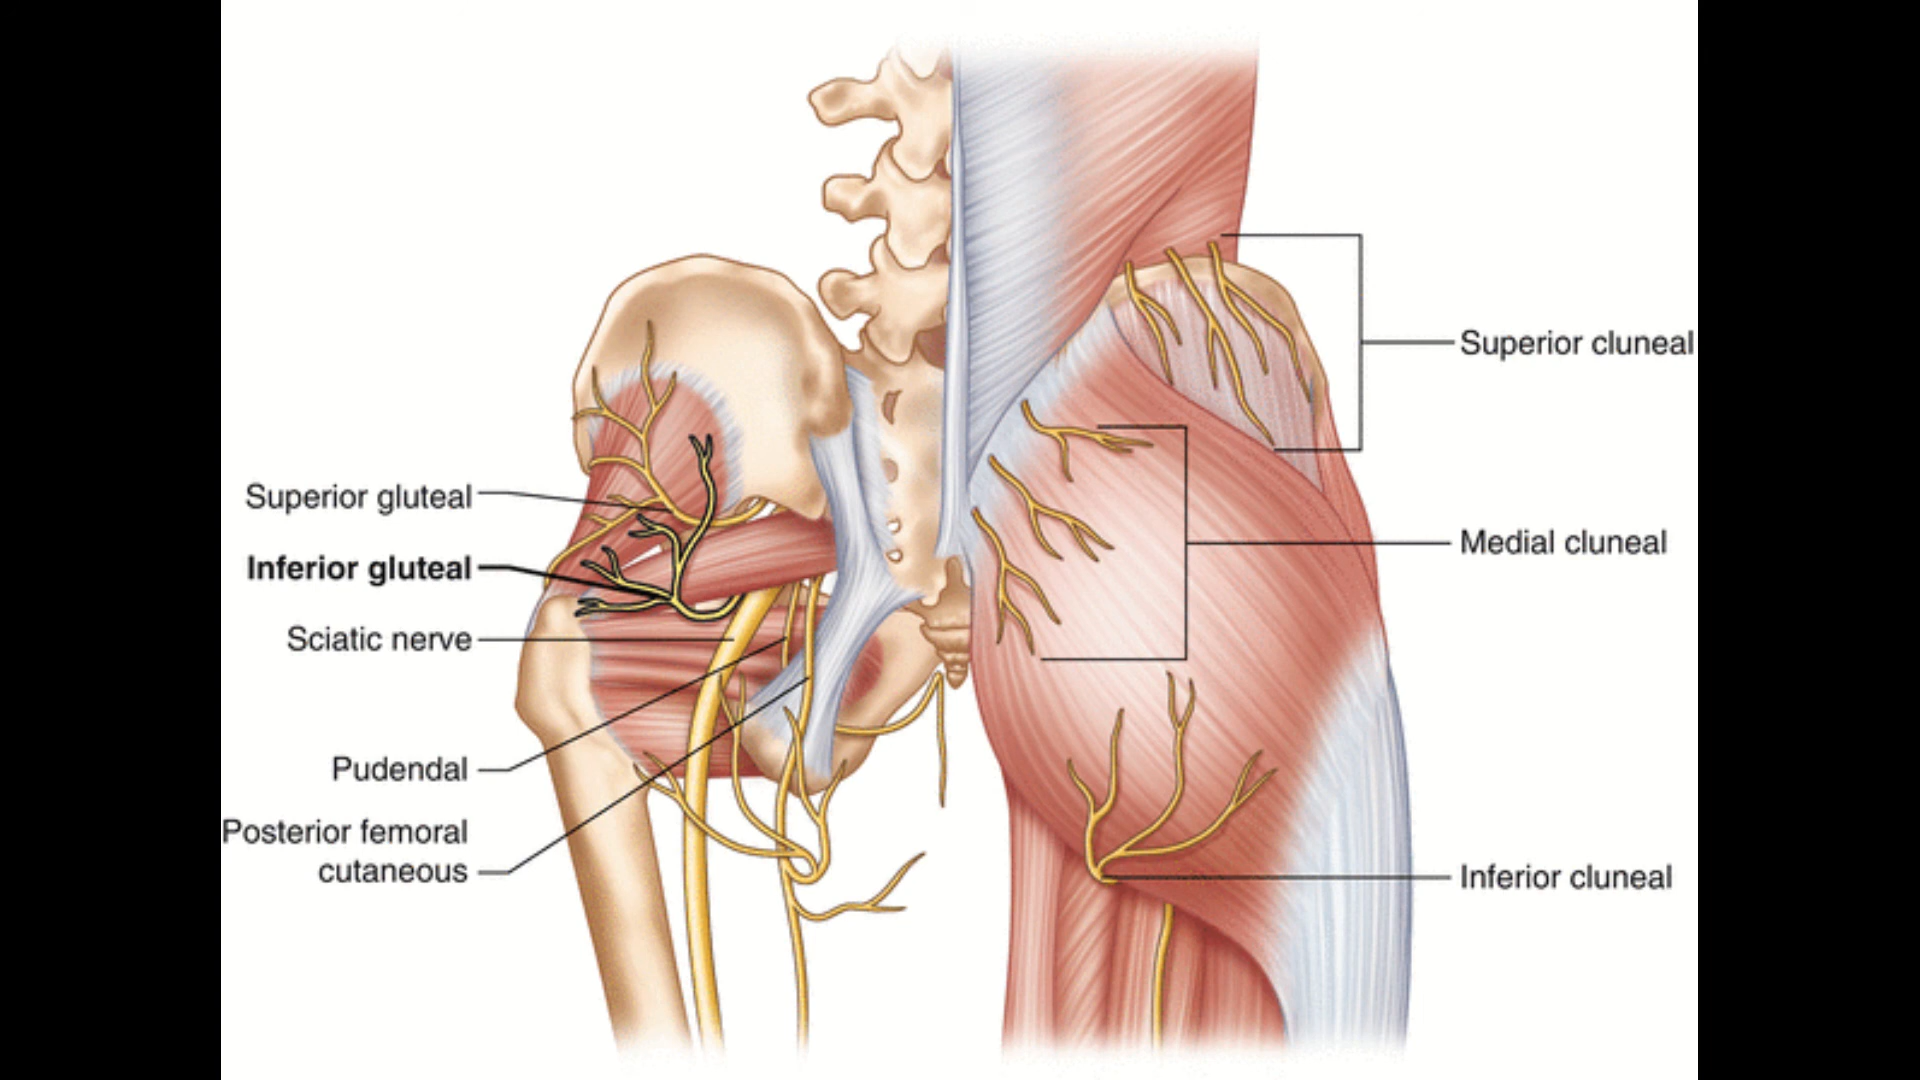 Superior gluteal
Inferior gluteal
Sciatic nerve
Pudendal
Posterior femoral
cutaneous
Superior cluneal
Medial cluneal
Inferior cluneal